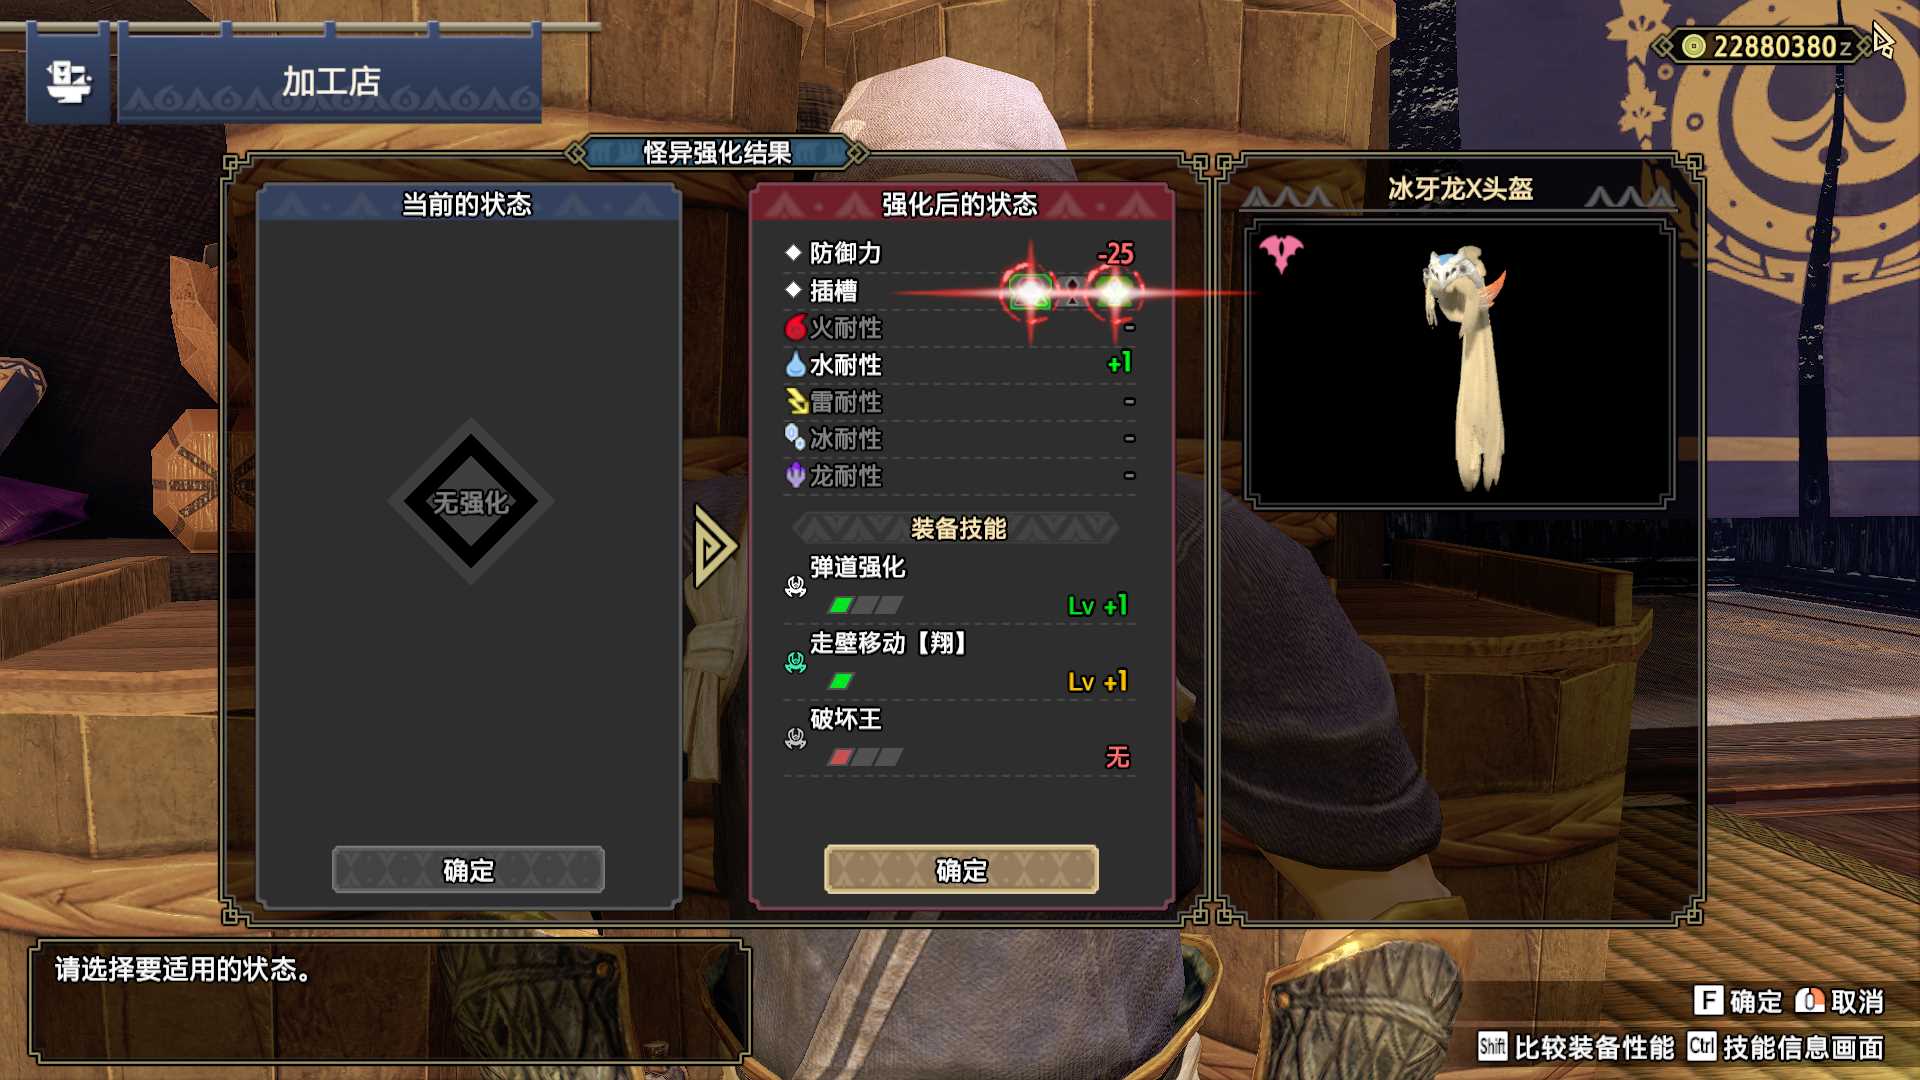 加工店
22880380z
怪异强化结果
当前的状态
无强化
确定
强化后的状态
防御力 -25
插槽
火耐性 -
水耐性 +1
雷耐性 -
冰耐性 -
龙耐性 -
装备技能
弹道强化
Lv +1
走壁移动【翔】
Lv +1
破坏王
无
确定
冰牙龙X头盔
请选择要适用的状态。
F 确定 取消
Shift 比较装备性能 Ctrl 技能信息画面